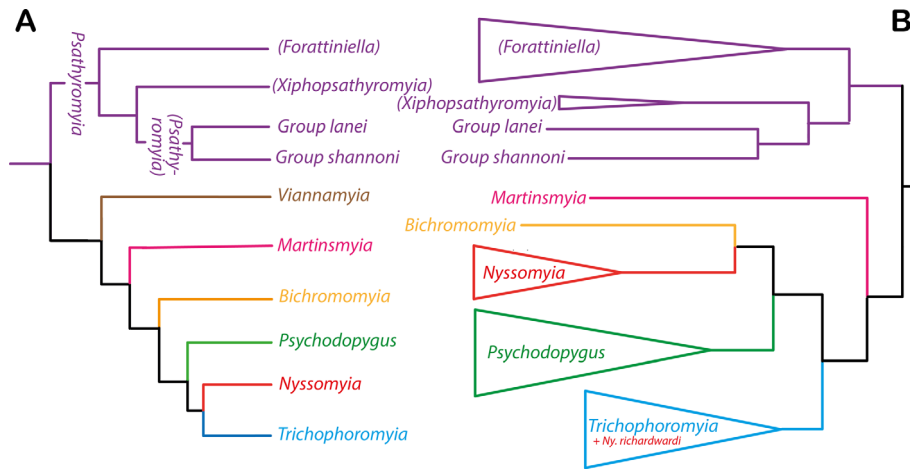 A
B
Psathyromyia
(Forattiniella)
(Xiphopsathyromyia)
(Psathy-
romyia)
Group lanei
Group shannoni
Viannamyia
Martinsmyia
Bichromomyia
Psychodopygus
Nyssomyia
Trichophoromyia
(Forattiniella)
(Xiphopsathyromyia)
Group lanei
Group shannoni
Martinsmyia
Bichromomyia
Nyssomyia
Psychodopygus
Trichophoromyia
+ Ny. richardwardi